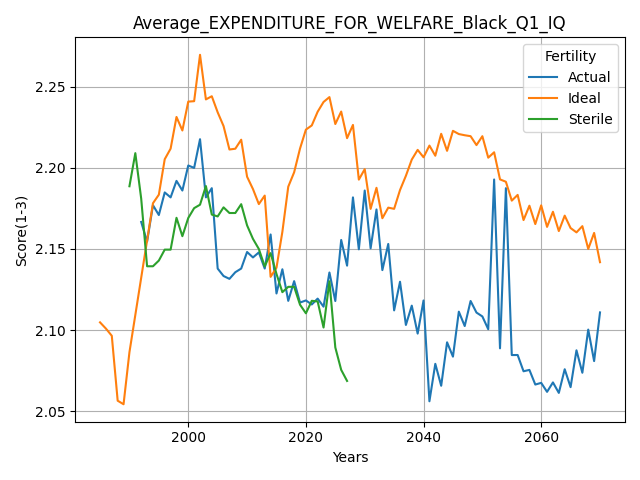 Average_EXPENDITURE_FOR_WELFARE_Black_Q1_IQ
Fertility
Actual
Ideal
Sterile
Score(1-3)
2.25
2.20
2.15
2.10
2.05
2000 2020 2040 2060
Years